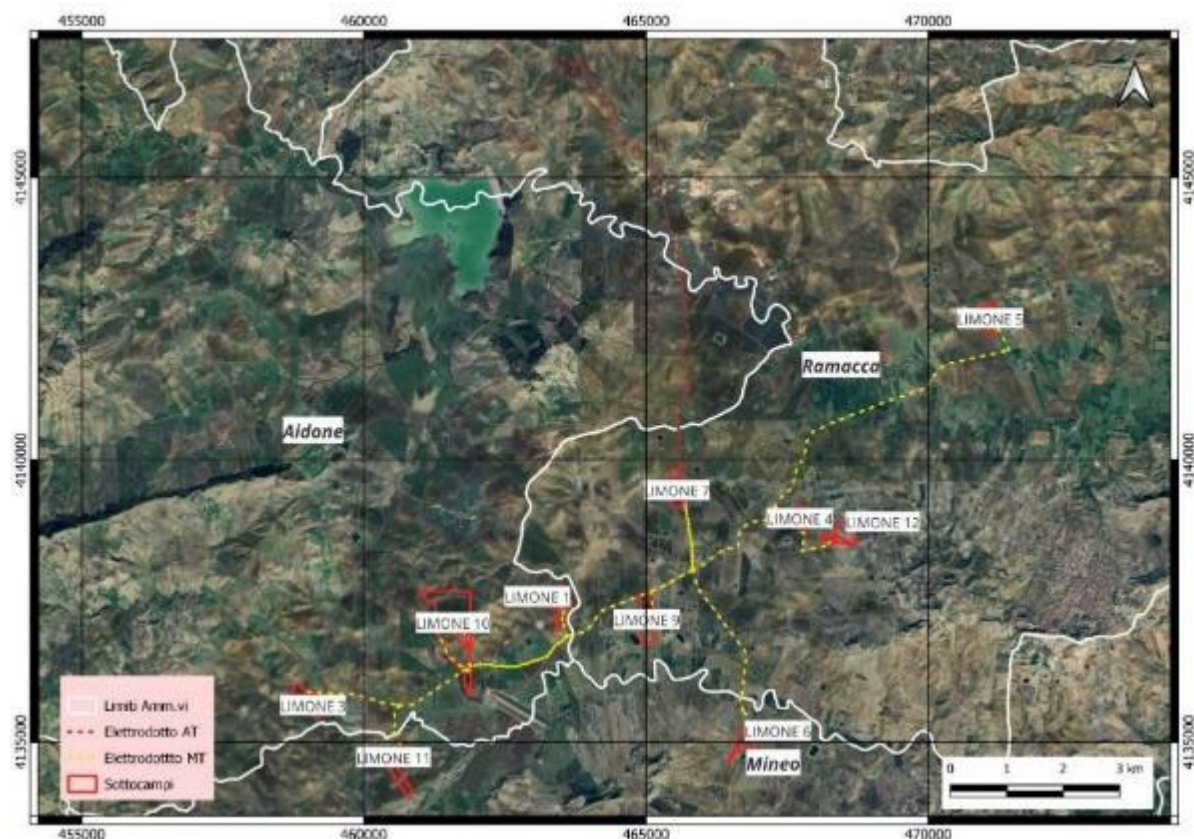 455000 460000 465000 470000
4145000 4145000
LIMONE 5
Ramacca
Aidone
4140000 4140000
LIMONE 7
LIMONE 4 LIMONE 12
LIMONE 1
LIMONE 10 LIMONE 9
LIMONE 3
LIMONE 6
LIMONE 11
Mineo
4135000 4135000
Limiti Amm.vi
Elettrodotto AT
Elettrodottto MT
Sottocampi
0 1 2 3 km
455000 460000 465000 470000